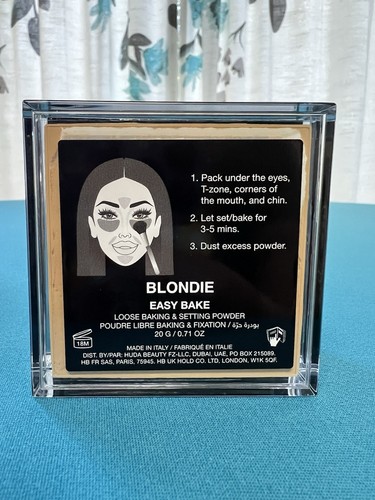 1. Pack under the eyes,
T-zone, corners of
the mouth, and chin.
2. Let set/bake for
3-5 mins.
3. Dust excess powder.
BLONDIE
EASY BAKE
LOOSE BAKING & SETTING POWDER
POUDRE LIBRE BAKING & FIXATION / بودرة حرّة
20 G / 0.71 OZ
18M
MADE IN ITALY / FABRIQUÉ EN ITALIE
DIST. BY/PAR: HUDA BEAUTY FZ-LLC, DUBAI, UAE, PO BOX 215089.
HB FR SAS, PARIS, 75945. HB UK HOLD CO. LTD, LONDON, W1K 5QF.